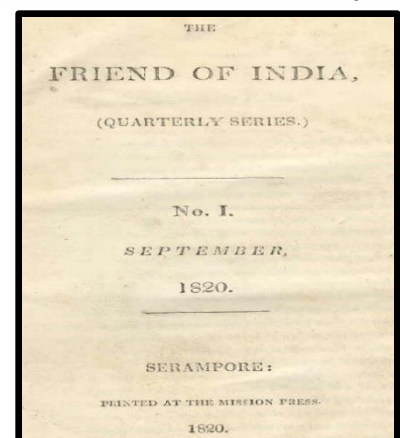 THE
FRIEND OF INDIA,
(QUARTERLY SERIES.)
No. I.
SEPTEMBER,
1820.
SERAMPORE:
PRINTED AT THE MISSION PRESS.
1820.